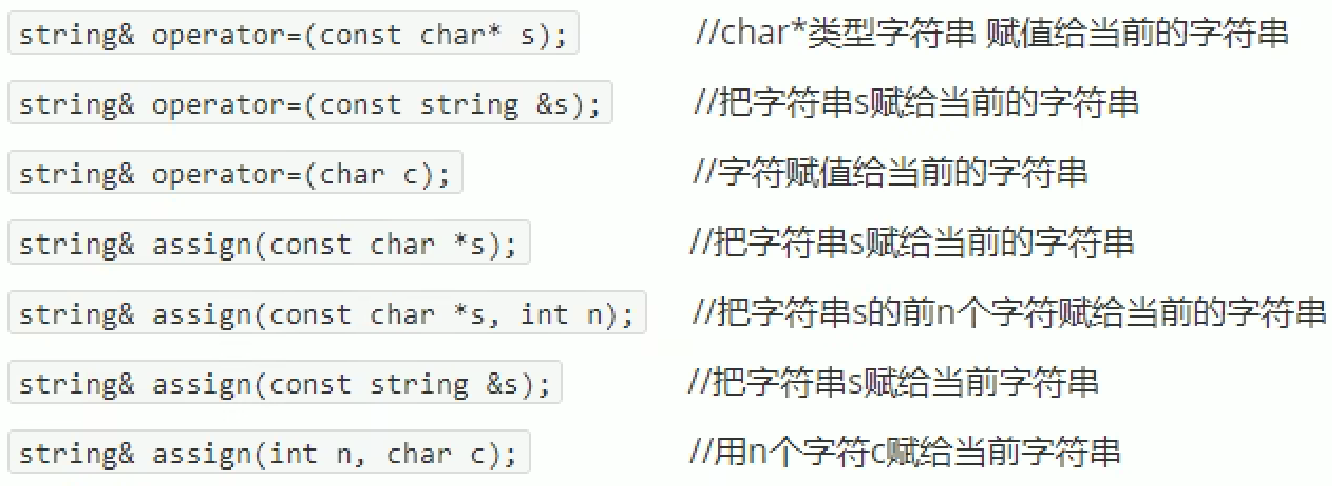 string& operator=(const char* s); //char*类型字符串 赋值给当前的字符串
string& operator=(const string &s); //把字符串s赋给当前的字符串
string& operator=(char c); //字符赋值给当前的字符串
string& assign(const char *s); //把字符串s赋给当前的字符串
string& assign(const char *s, int n); //把字符串s的前n个字符赋给当前的字符串
string& assign(const string &s); //把字符串s赋给当前字符串
string& assign(int n, char c); //用n个字符c赋给当前字符串